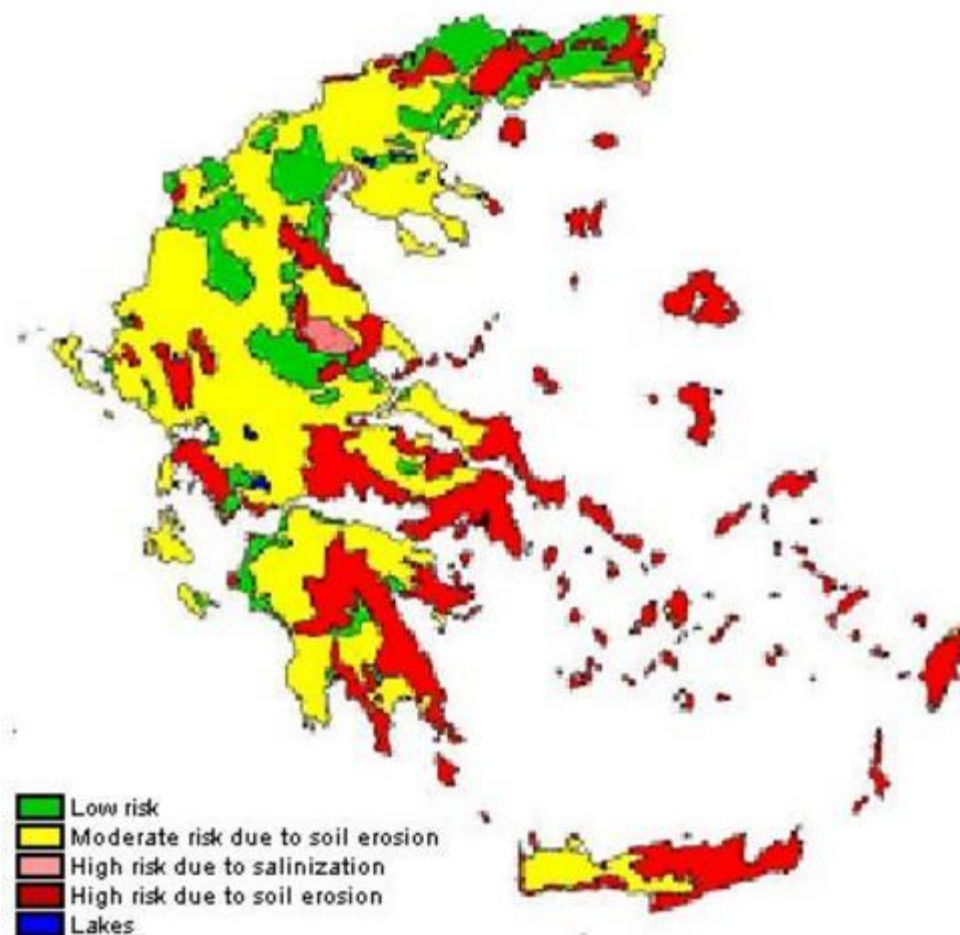 Low risk
Moderate risk due to soil erosion
High risk due to salinization
High risk due to soil erosion
Lakes